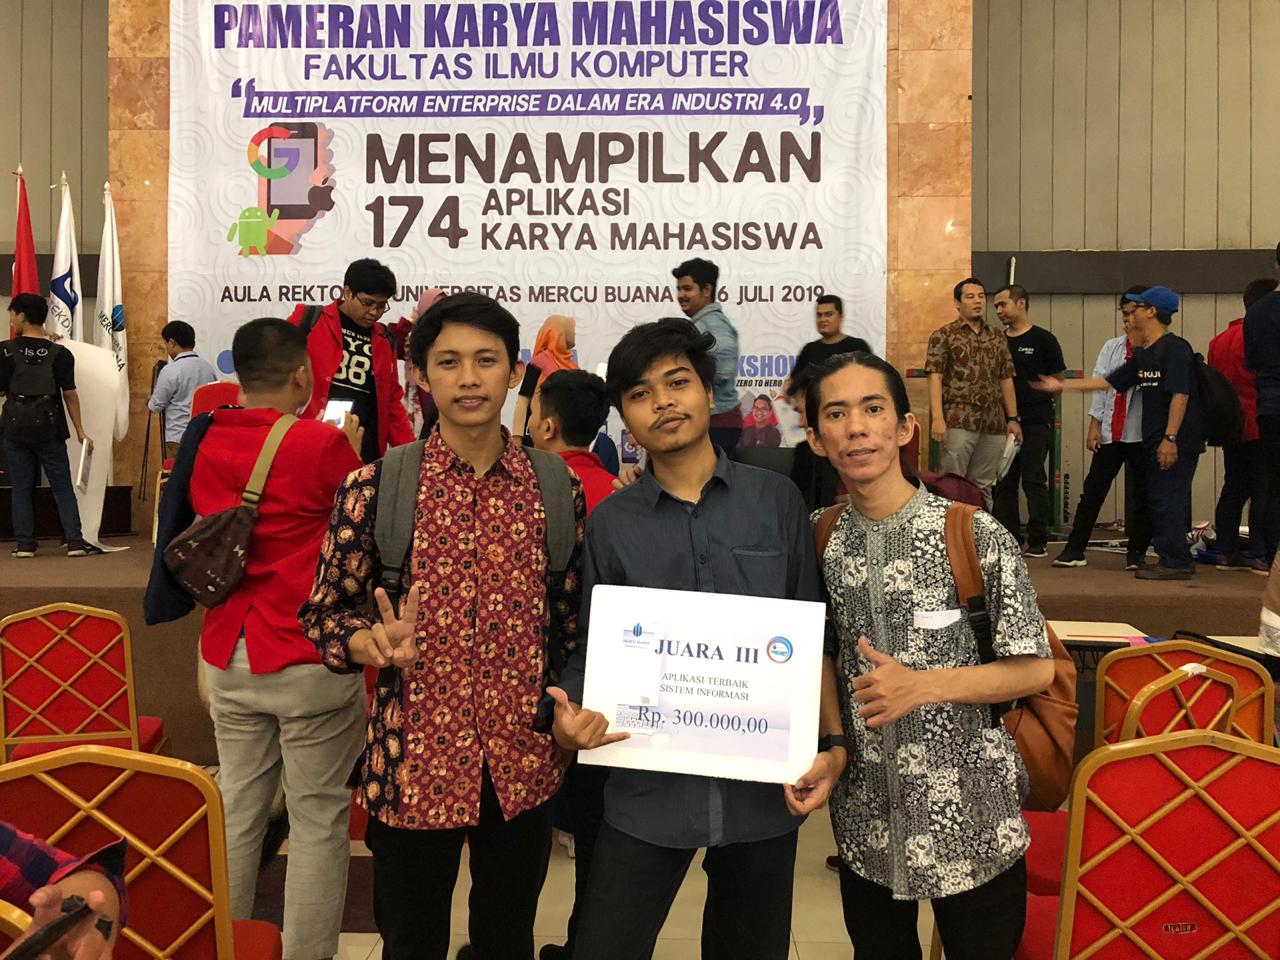 PAMERAN KARYA MAHASISWA
FAKULTAS ILMU KOMPUTER
"MULTIPLATFORM ENTERPRISE DALAM ERA INDUSTRI 4.0"
MENAMPILKAN
174 APLIKASI
KARYA MAHASISWA
AULA REKTO UNIVERSITAS MERCU BUANA 6 JULI 2019
KSHOW
ZERO TO HERO
JUARA III
APLIKASI TERBAIK
SISTEM INFORMASI
Rp. 300.000,00